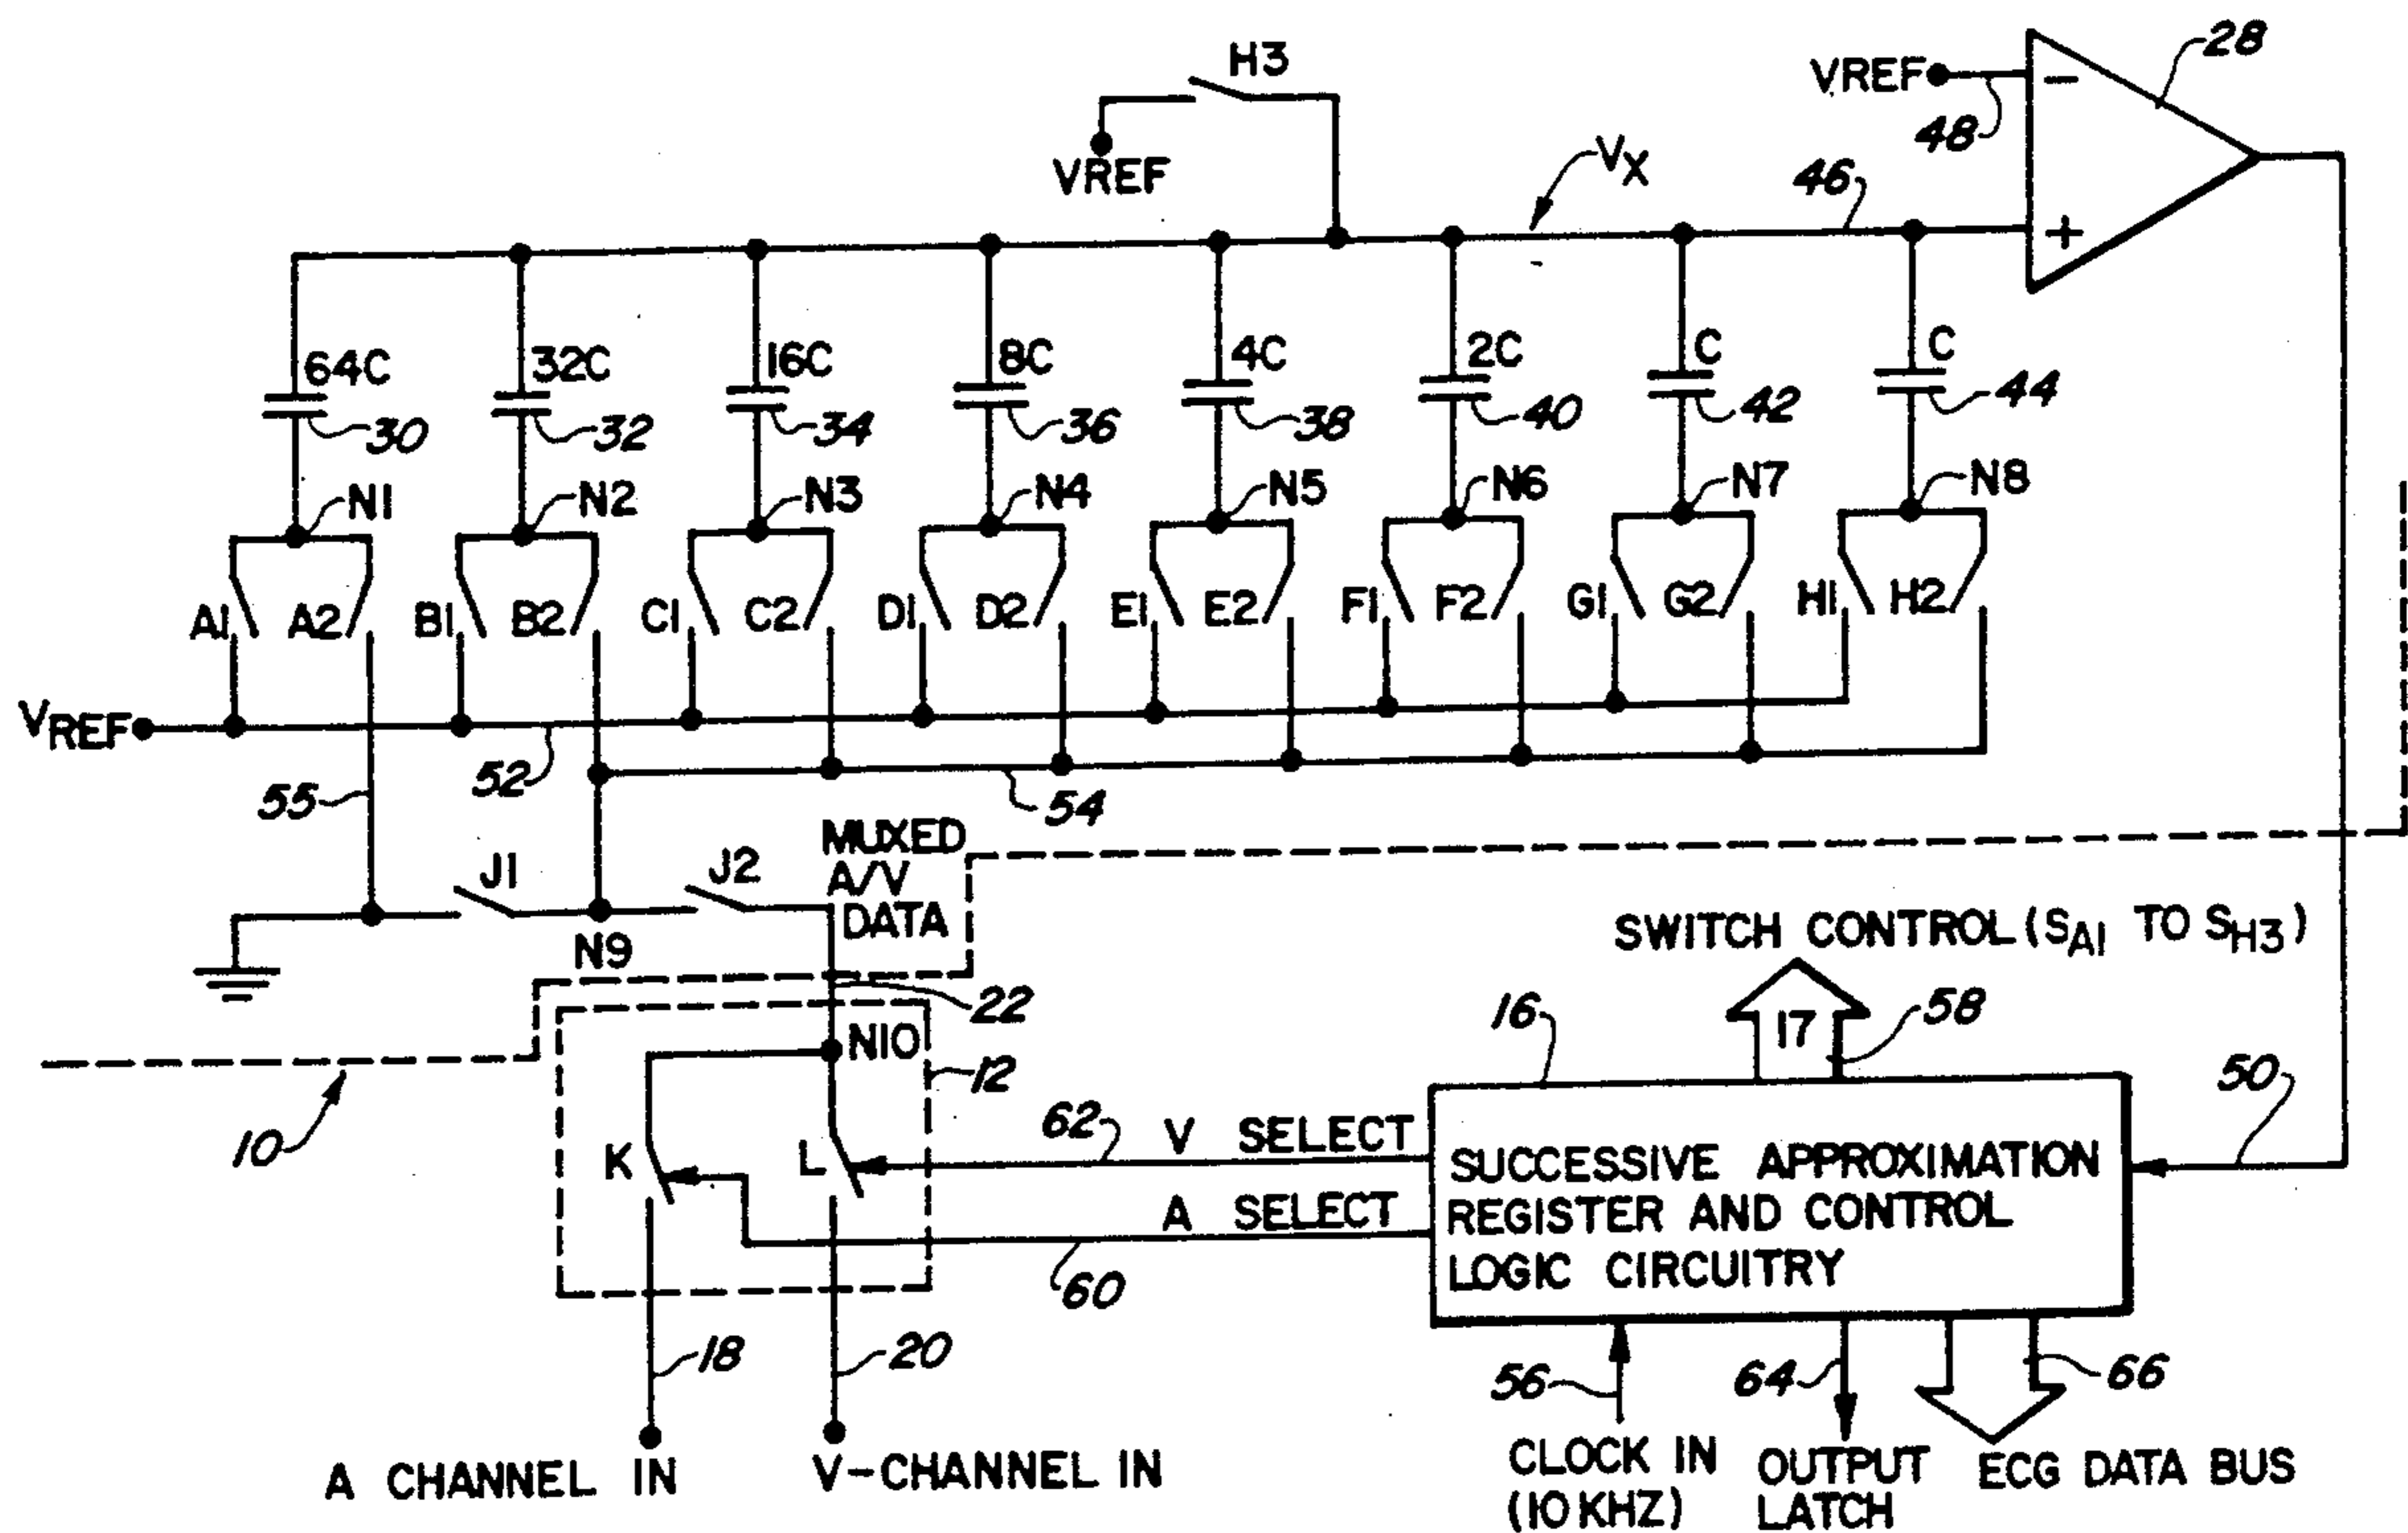 H3
VREF
28
48
VREF
VX
46
64C
32C
16C
8C
4C
2C
C
C
30
32
34
36
38
40
42
44
N1
N2
N3
N4
N5
N6
N7
N8
A1
A2
B1
B2
C1
C2
D1
D2
E1
E2
F1
F2
G1
G2
H1
H2
VREF
52
54
55
J1
J2
MUXED
A/V
DATA
N9
22
SWITCH CONTROL (SA1 TO SH3)
16
17
58
50
N10
12
10
K
L
62
V SELECT
A SELECT
60
SUCCESSIVE APPROXIMATION
REGISTER AND CONTROL
LOGIC CIRCUITRY
18
20
56
64
66
A CHANNEL IN
V-CHANNEL IN
CLOCK IN
(10 KHZ)
OUTPUT
LATCH
ECG DATA BUS